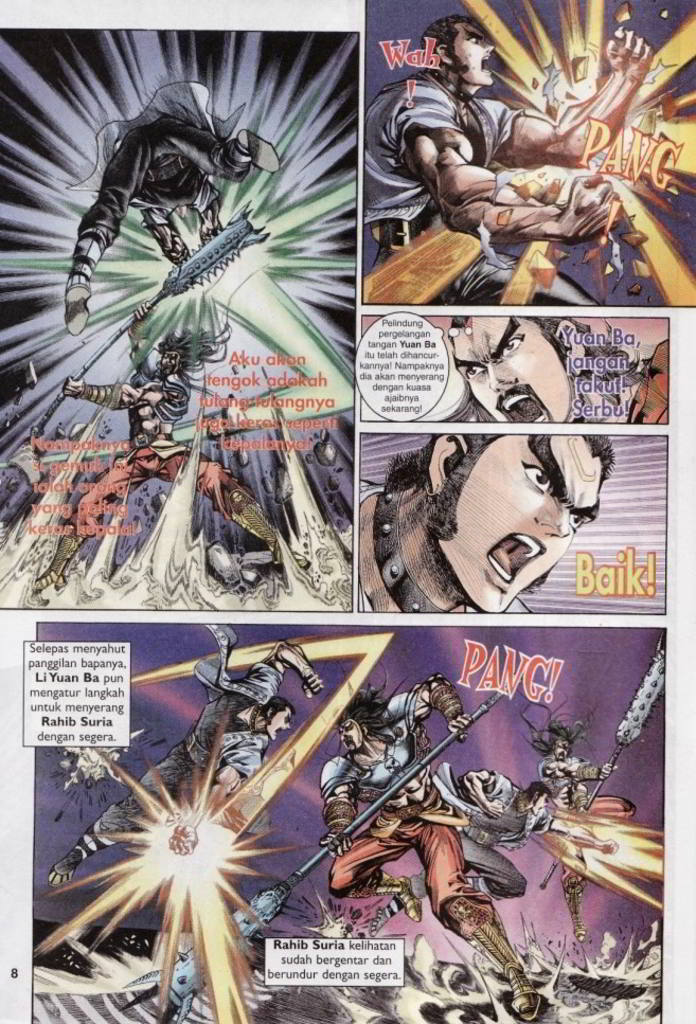 Aku akan
tengok adakah
tulang-tulangnya
juga keras seperti
kepalanya!
Nampaknya
si gemuk itu
ialah orang
yang paling
keras kepala!
Wah
!
PANG
Pelindung
pergelangan
tangan Yuan Ba
itu telah dihancur-
kannya! Nampaknya
dia akan menyerang
dengan kuasa
ajaibnya
sekarang!
Yuan Ba,
jangan
takut!
Serbu!
Baik!
Selepas menyahut
panggilan bapanya,
Li Yuan Ba pun
mengatur langkah
untuk menyerang
Rahib Suria
dengan segera.
PANG!
Rahib Suria kelihatan
sudah bergentar dan
berundur dengan segera.
8